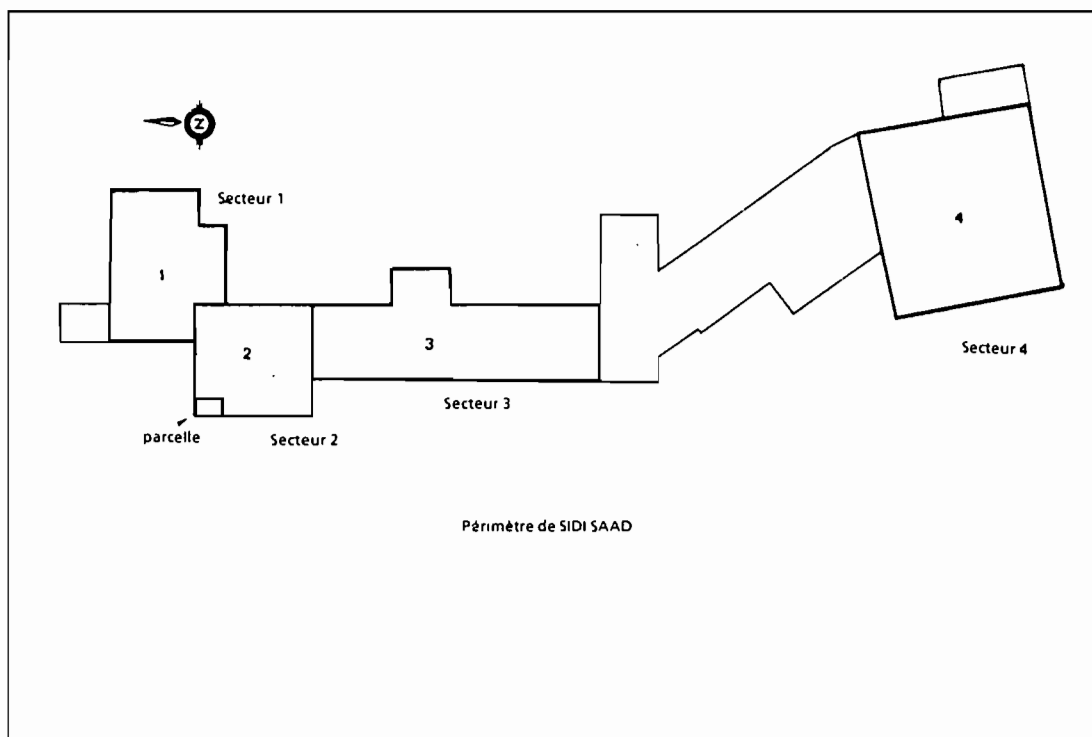 N
Secteur 1
1
4
2
3
Secteur 4
Secteur 3
parcelle
Secteur 2
Périmètre de SIDI SAAD